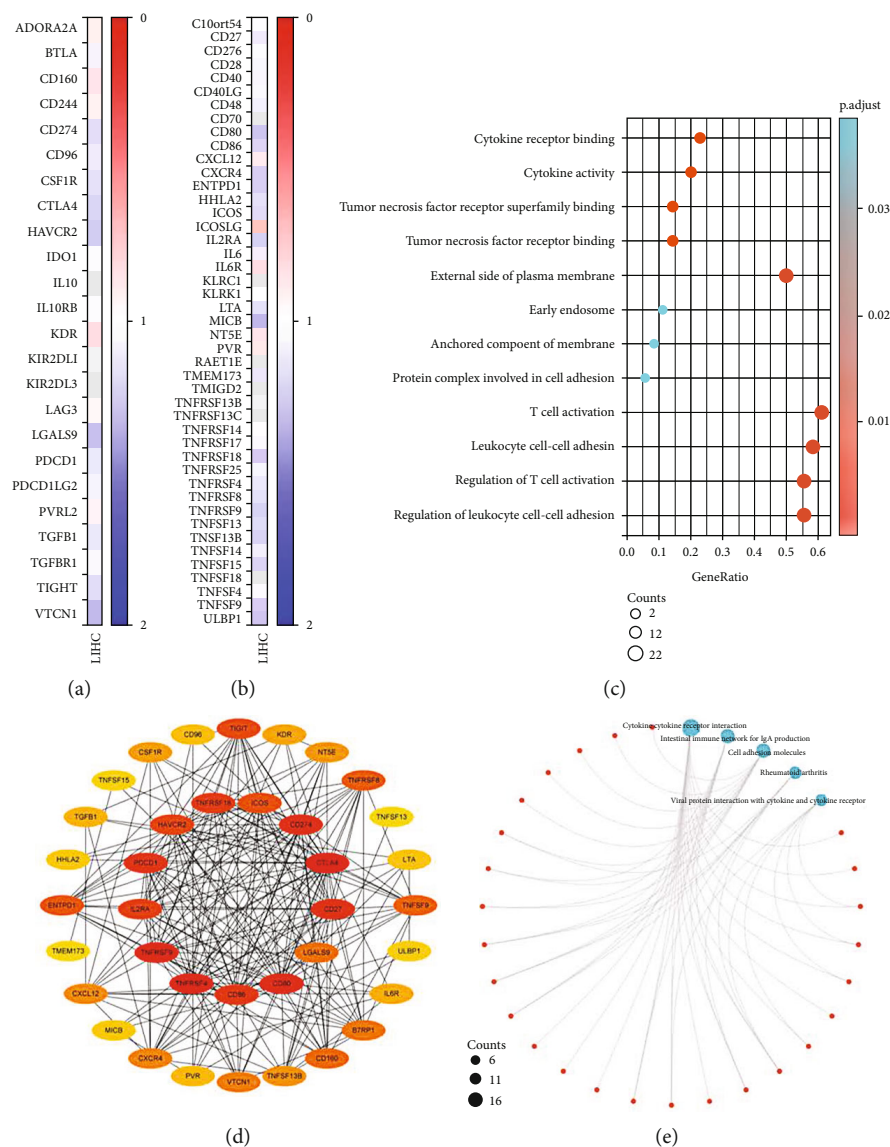 ADORA2A
BTLA
CD160
CD244
CD274
CD96
CSF1R
CTLA4
HAVCR2
IDO1
IL10
IL10RB
KDR
KIR2DLI
KIR2DL3
LAG3
LGALS9
PDCD1
PDCD1LG2
PVRL2
TGFB1
TGFBR1
TIGHT
VTCN1
LIHC
0
1
2
(a)
C10ort54
CD27
CD276
CD28
CD40
CD40LG
CD48
CD70
CD80
CD86
CXCL12
CXCR4
ENTPD1
HHLA2
ICOS
ICOSLG
IL2RA
IL6
IL6R
KLRC1
KLRK1
LTA
MICB
NT5E
PVR
RAET1E
TMEM173
TMIGD2
TNFRSF13B
TNFRSF13C
TNFRSF14
TNFRSF17
TNFRSF18
TNFRSF25
TNFRSF4
TNFRSF8
TNFRSF9
TNFSF13
TNSF13B
TNFSF14
TNFSF15
TNFSF18
TNFSF4
TNFSF9
ULBP1
LIHC
0
1
2
(b)
Cytokine receptor binding
Cytokine activity
Tumor necrosis factor receptor superfamily binding
Tumor necrosis factor receptor binding
External side of plasma membrane
Early endosome
Anchored compoent of membrane
Protein complex involved in cell adhesion
T cell activation
Leukocyte cell-cell adhesin
Regulation of T cell activation
Regulation of leukocyte cell-cell adhesion
0.0 0.1 0.2 0.3 0.4 0.5 0.6
GeneRatio
Counts
2
12
22
p.adjust
0.03
0.02
0.01
(c)
TIGIT
CD96
KDR
CSF1R
NT5E
TNFSF15
TNFRSF8
TNFRSF18
ICOS
TGFB1
HAVCR2
CD274
TNFSF13
HHLA2
PDCD1
CTLA4
LTA
ENTPD1
IL2RA
CD27
TNFSF9
TMEM173
TNFRSF9
LGALS9
ULBP1
CXCL12
TNFRSF4
CD86
CD80
IL6R
MICB
B7RP1
CXCR4
CD160
PVR
VTCN1
TNFSF13B
(d)
Cytokine cytokine receptor interaction
Intestinal immune network for IgA production
Cell adhesion molecules
Rheumatoid arthritis
Viral protein interaction with cytokine and cytokine receptor
Counts
6
11
16
(e)